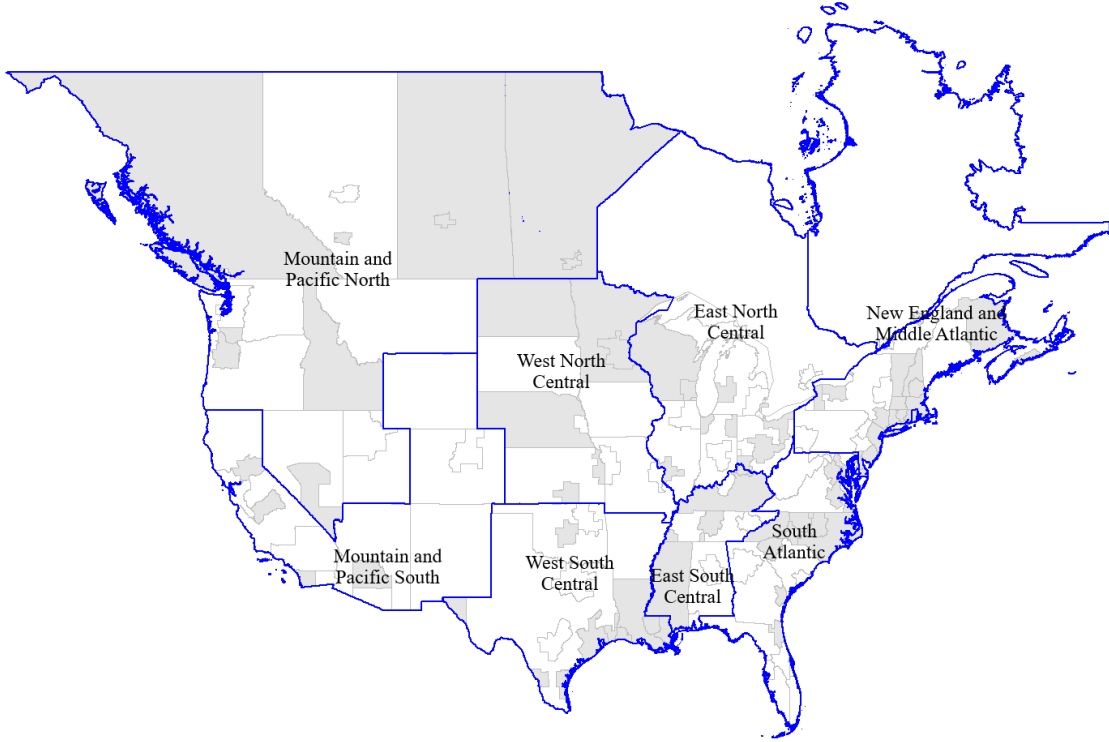 Mountain and
Pacific North
East North
Central
New England and
Middle Atlantic
West North
Central
South
Atlantic
Mountain and
Pacific South
West South
Central
East South
Central